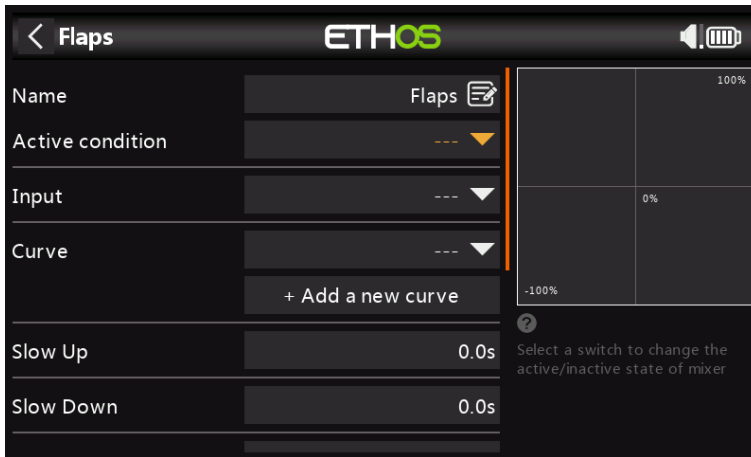 Flaps
ETHOS
Name
Flaps
Active condition
---
Input
---
Curve
---
+ Add a new curve
Slow Up
0.0s
Slow Down
0.0s
100%
0%
-100%
?
Select a switch to change the
active/inactive state of mixer